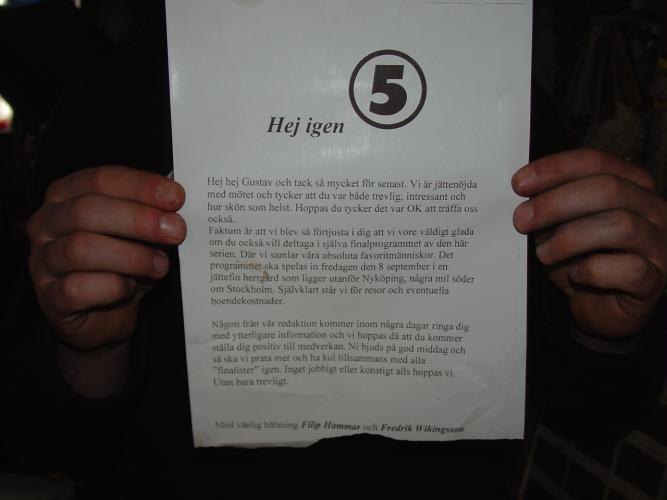 5
Hej igen
Hej hej Gustav och tack så mycket för senast. Vi är jättenöjda
med mötet och tycker att du var både trevlig, intressant och
hur skön som helst. Hoppas du tycker det var OK att träffa oss
också.
Faktum är att vi blev så förtjusta i dig att vi vore väldigt glada
om du också vill deltaga i själva finalprogrammet av den här
serien. Där vi samlar våra absoluta favoritmänniskor. Det
programmet ska spelas in fredagen den 8 september i en
jättefin herrgård som ligger utanför Nyköping, några mil söder
om Stockholm. Självklart står vi för resor och eventuella
boendekostnader.
Någon från vår redaktion kommer inom några dagar ringa dig
med ytterligare information och vi hoppas då att du kommer
ställa dig positiv till medverkan. Ni bjuds på god middag och
så ska vi prata mer och ha kul tillsammans med alla
"finalister" igen. Inget jobbigt eller konstigt alls hoppas vi.
Utan bara trevligt.
Med vänlig hälsning Filip Hammar och Fredrik Wikingsson